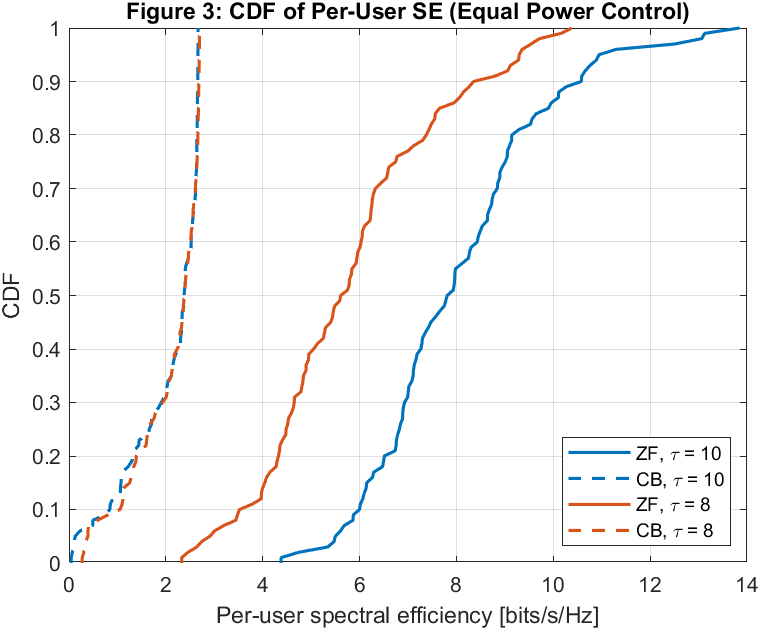 Figure 3: CDF of Per-User SE (Equal Power Control)
CDF
1
0.9
0.8
0.7
0.6
0.5
0.4
0.3
0.2
0.1
0
ZF, τ = 10
CB, τ = 10
ZF, τ = 8
CB, τ = 8
0 2 4 6 8 10 12 14
Per-user spectral efficiency [bits/s/Hz]